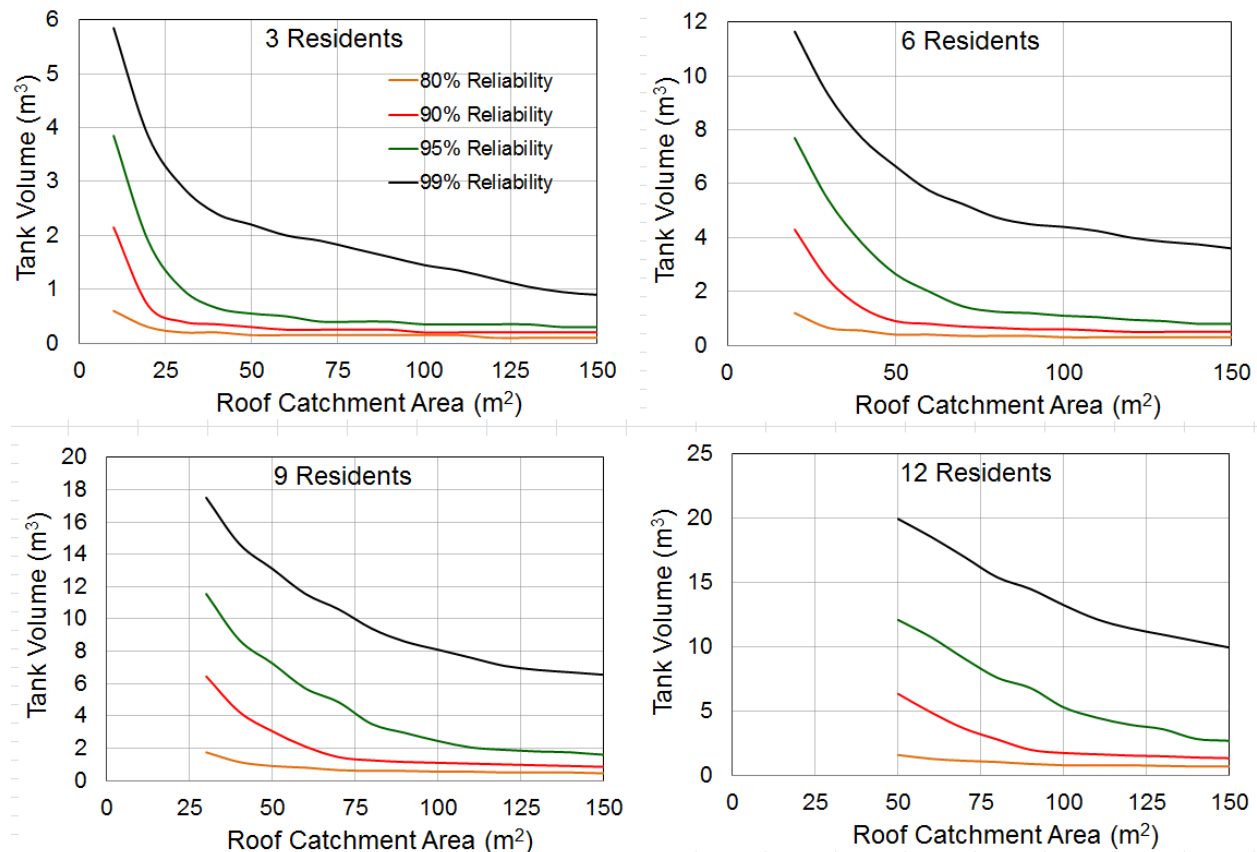 3 Residents
80% Reliability
90% Reliability
95% Reliability
99% Reliability
Tank Volume (m³)
6
5
4
3
2
1
0
0 25 50 75 100 125 150
Roof Catchment Area (m²)
6 Residents
Tank Volume (m³)
12
10
8
6
4
2
0
0 50 100 150
Roof Catchment Area (m²)
9 Residents
Tank Volume (m³)
20
18
16
14
12
10
8
6
4
2
0
0 25 50 75 100 125 150
Roof Catchment Area (m²)
12 Residents
Tank Volume (m³)
25
20
15
10
5
0
0 25 50 75 100 125 150
Roof Catchment Area (m²)